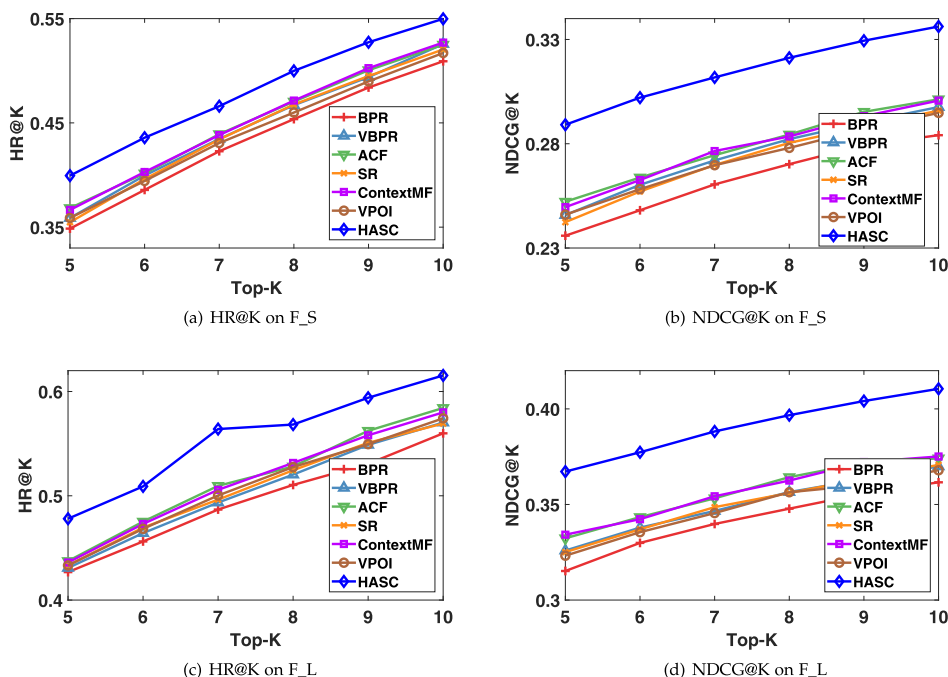 0.55
0.45
0.35
HR@K
5 6 7 8 9 10
Top-K
BPR
VBPR
ACF
SR
ContextMF
VPOI
HASC
(a) HR@K on F_S
0.33
0.28
0.23
NDCG@K
5 6 7 8 9 10
Top-K
BPR
VBPR
ACF
SR
ContextMF
VPOI
HASC
(b) NDCG@K on F_S
0.6
0.5
0.4
HR@K
5 6 7 8 9 10
Top-K
BPR
VBPR
ACF
SR
ContextMF
VPOI
HASC
(c) HR@K on F_L
0.40
0.35
0.3
NDCG@K
5 6 7 8 9 10
Top-K
BPR
VBPR
ACF
SR
ContextMF
VPOI
HASC
(d) NDCG@K on F_L